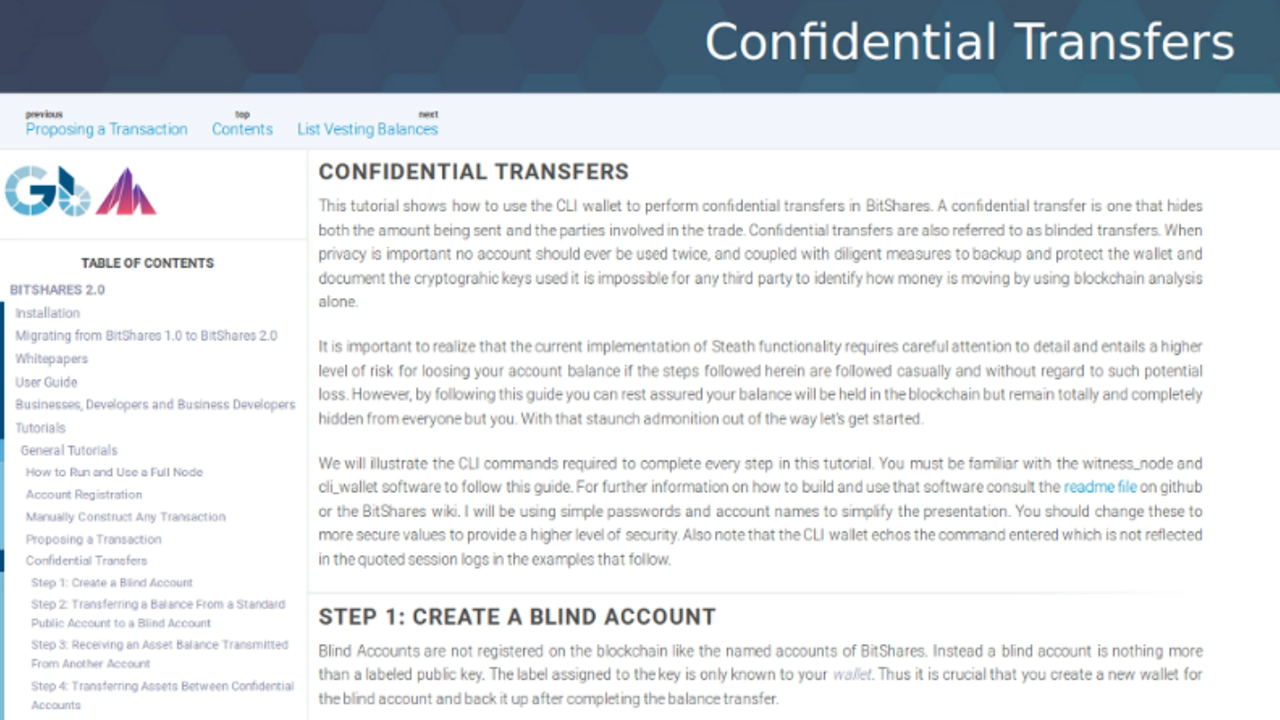 Confidential Transfers
previous
top
next
Proposing a Transaction
Contents
List Vesting Balances
Gb
TABLE OF CONTENTS
BITSHARES 2.0
Installation
Migrating from BitShares 1.0 to BitShares 2.0
Whitepapers
User Guide
Businesses, Developers and Business Developers
Tutorials
General Tutorials
How to Run and Use a Full Node
Account Registration
Manually Construct Any Transaction
Proposing a Transaction
Confidential Transfers
Step 1: Create a Blind Account
Step 2: Transferring a Balance From a Standard
Public Account to a Blind Account
Step 3: Receiving an Asset Balance Transmitted
From Another Account
Step 4: Transferring Assets Between Confidential
Accounts
CONFIDENTIAL TRANSFERS
This tutorial shows how to use the CLI wallet to perform confidential transfers in BitShares. A confidential transfer is one that hides
both the amount being sent and the parties involved in the trade. Confidential transfers are also referred to as blinded transfers. When
privacy is important no account should ever be used twice, and coupled with diligent measures to backup and protect the wallet and
document the cryptograhic keys used it is impossible for any third party to identify how money is moving by using blockchain analysis
alone.
It is important to realize that the current implementation of Steath functionality requires careful attention to detail and entails a higher
level of risk for loosing your account balance if the steps followed herein are followed casually and without regard to such potential
loss. However, by following this guide you can rest assured your balance will be held in the blockchain but remain totally and completely
hidden from everyone but you. With that staunch admonition out of the way let's get started.
We will illustrate the CLI commands required to complete every step in this tutorial. You must be familiar with the witness_node and
cli_wallet software to follow this guide. For further information on how to build and use that software consult the readme file on github
or the BitShares wiki. I will be using simple passwords and account names to simplify the presentation. You should change these to
more secure values to provide a higher level of security. Also note that the CLI wallet echos the command entered which is not reflected
in the quoted session logs in the examples that follow.
STEP 1: CREATE A BLIND ACCOUNT
Blind Accounts are not registered on the blockchain like the named accounts of BitShares. Instead a blind account is nothing more
than a labeled public key. The label assigned to the key is only known to your wallet. Thus it is crucial that you create a new wallet for
the blind account and back it up after completing the balance transfer.